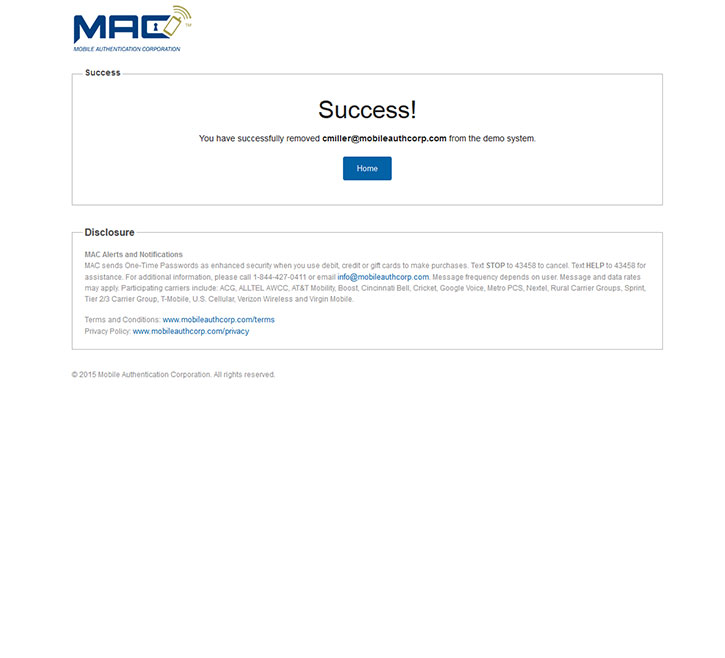 MAC TM
MOBILE AUTHENTICATION CORPORATION
Success
Success!
You have successfully removed cmiller@mobileauthcorp.com from the demo system.
Home
Disclosure
MAC Alerts and Notifications
MAC sends One-Time Passwords as enhanced security when you use debit, credit or gift cards to make purchases. Text STOP to 43458 to cancel. Text HELP to 43458 for
assistance. For additional information, please call 1-844-427-0411 or email info@mobileauthcorp.com. Message frequency depends on user. Message and data rates
may apply. Participating carriers include: ACG, ALLTEL AWCC, AT&T Mobility, Boost, Cincinnati Bell, Cricket, Google Voice, Metro PCS, Nextel, Rural Carrier Groups, Sprint,
Tier 2/3 Carrier Group, T-Mobile, U.S. Cellular, Verizon Wireless and Virgin Mobile.
Terms and Conditions: www.mobileauthcorp.com/terms
Privacy Policy: www.mobileauthcorp.com/privacy
© 2015 Mobile Authentication Corporation. All rights reserved.